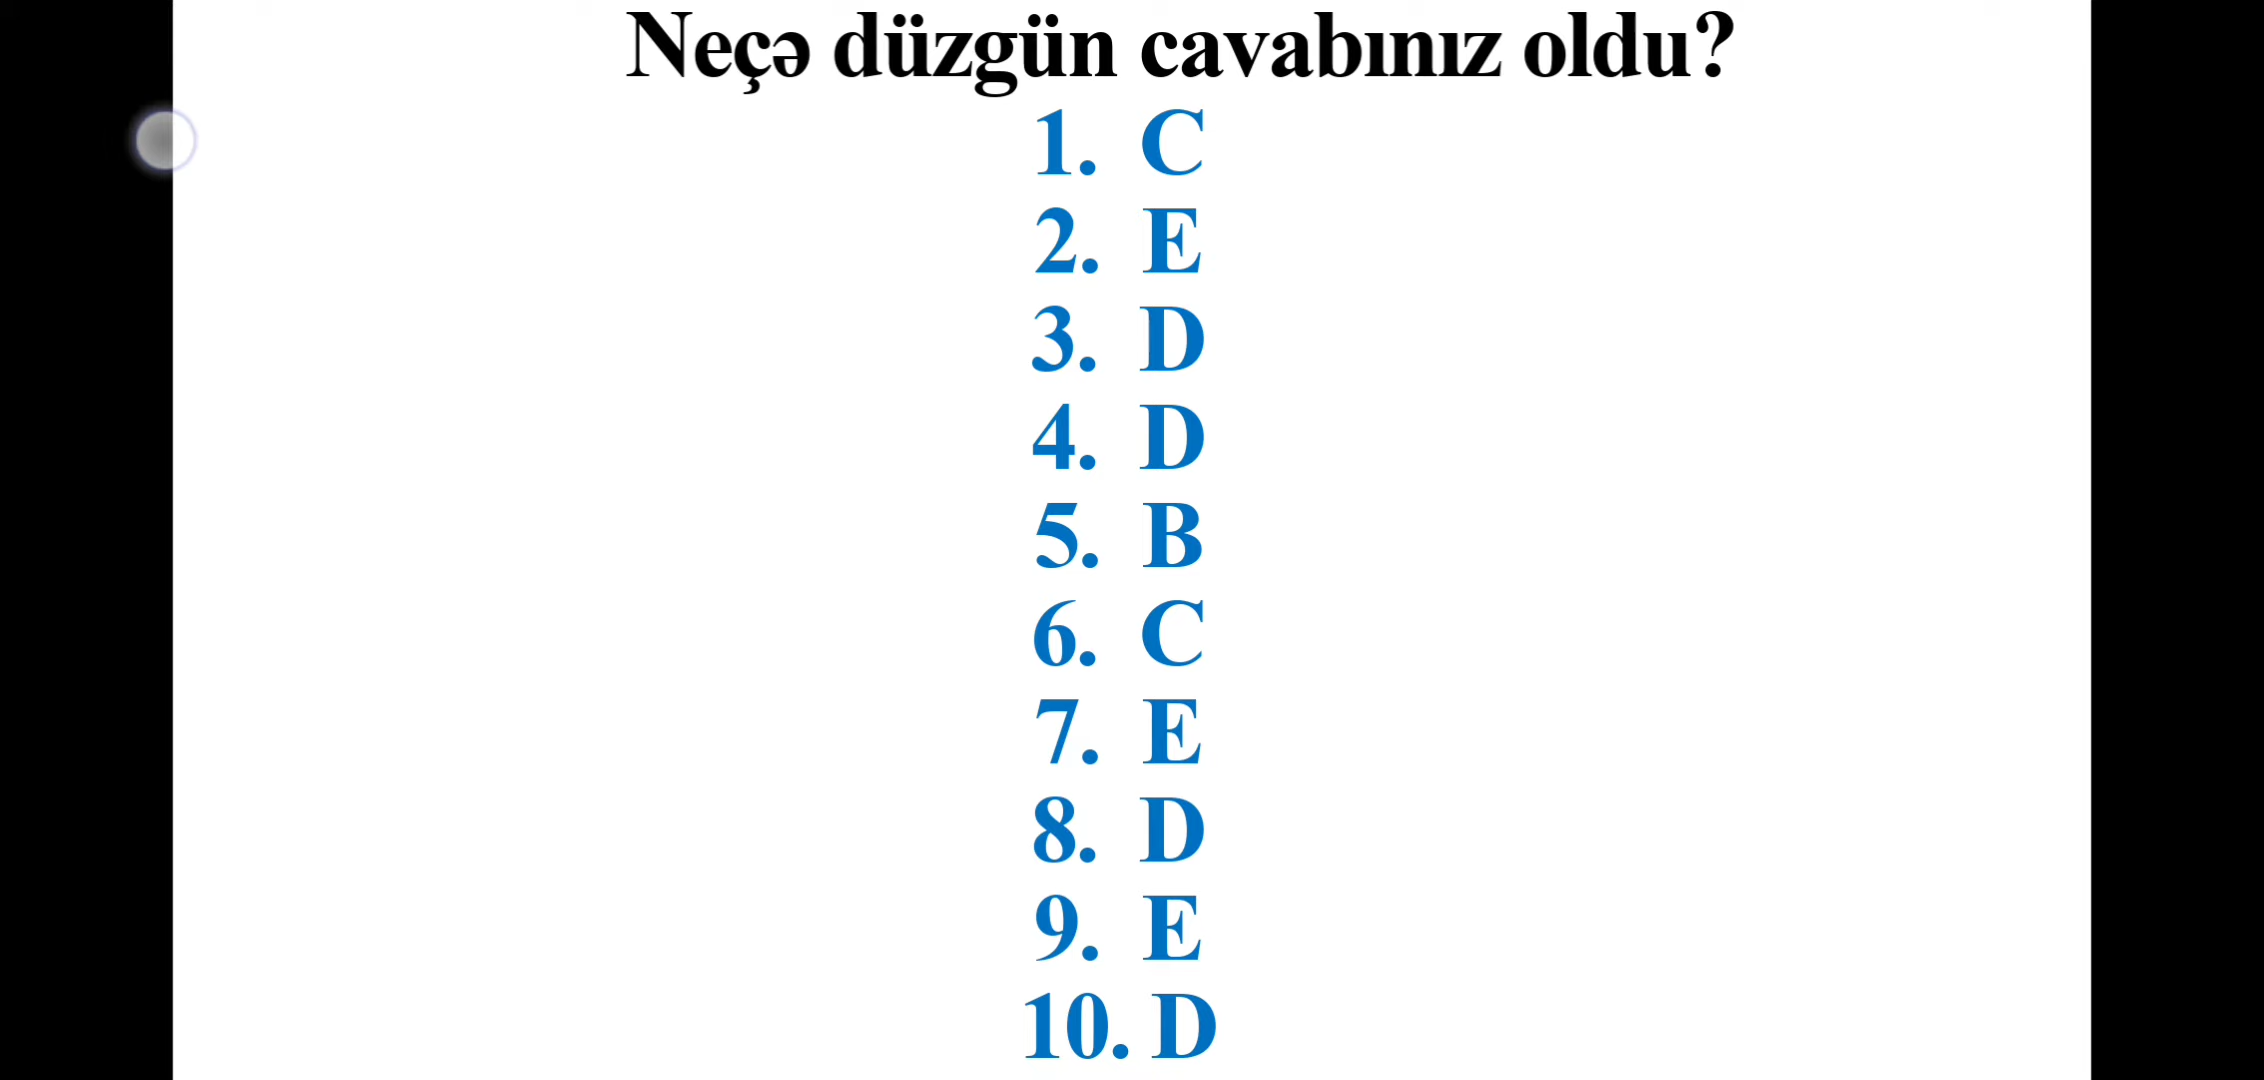 Neçə düzgün cavabınız oldu?
1. C
2. E
3. D
4. D
5. B
6. C
7. E
8. D
9. E
10. D